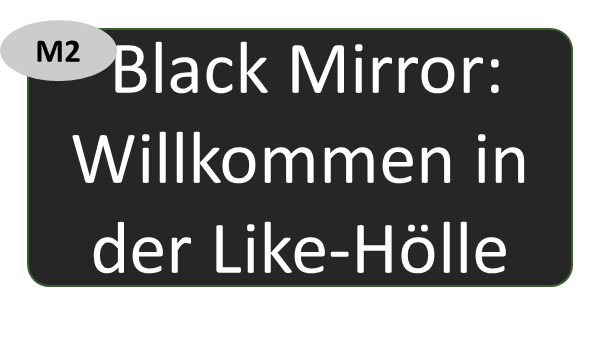 M2
Black Mirror:
Willkommen in
der Like-Hölle